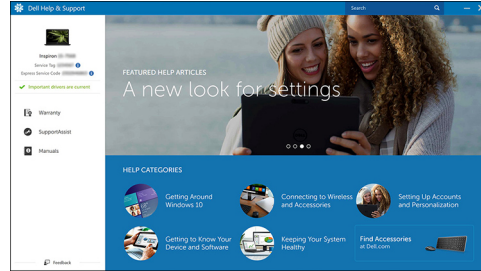 Dell Help & Support
Search
Inspiron
Service Tag
Express Service Code
Important drivers are current
Warranty
SupportAssist
Manuals
Feedback
FEATURED HELP ARTICLES
A new look for settings
HELP CATEGORIES
Getting Around
Windows 10
Connecting to Wireless
and Accessories
Setting Up Accounts
and Personalization
Getting to Know Your
Device and Software
Keeping Your System
Healthy
Find Accessories
at Dell.com